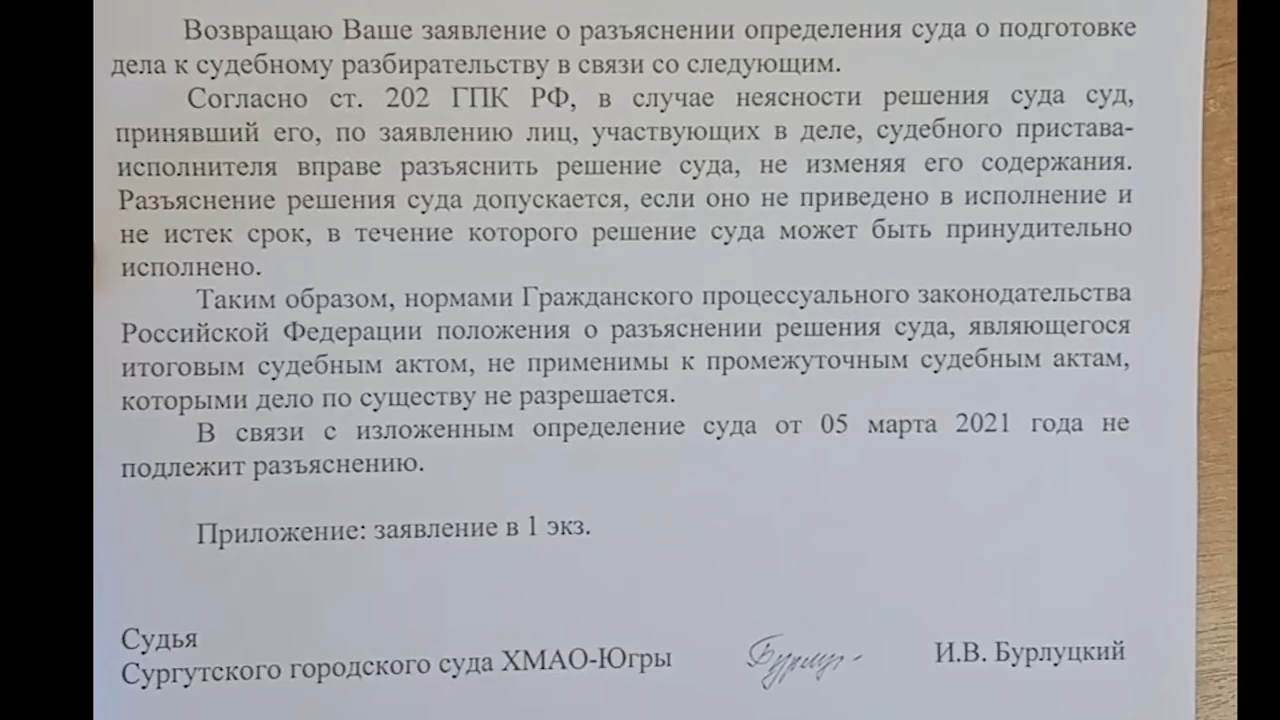 Возвращаю Ваше заявление о разъяснении определения суда о подготовке
дела к судебному разбирательству в связи со следующим.
Согласно ст. 202 ГПК РФ, в случае неясности решения суда суд,
принявший его, по заявлению лиц, участвующих в деле, судебного пристава-
исполнителя вправе разъяснить решение суда, не изменяя его содержания.
Разъяснение решения суда допускается, если оно не приведено в исполнение и
не истек срок, в течение которого решение суда может быть принудительно
исполнено.
Таким образом, нормами Гражданского процессуального законодательства
Российской Федерации положения о разъяснении решения суда, являющегося
итоговым судебным актом, не применимы к промежуточным судебным актам,
которыми дело по существу не разрешается.
В связи с изложенным определение суда от 05 марта 2021 года не
подлежит разъяснению.
Приложение: заявление в 1 экз.
Судья
Сургутского городского суда ХМАО-Югры
И.В. Бурлуцкий